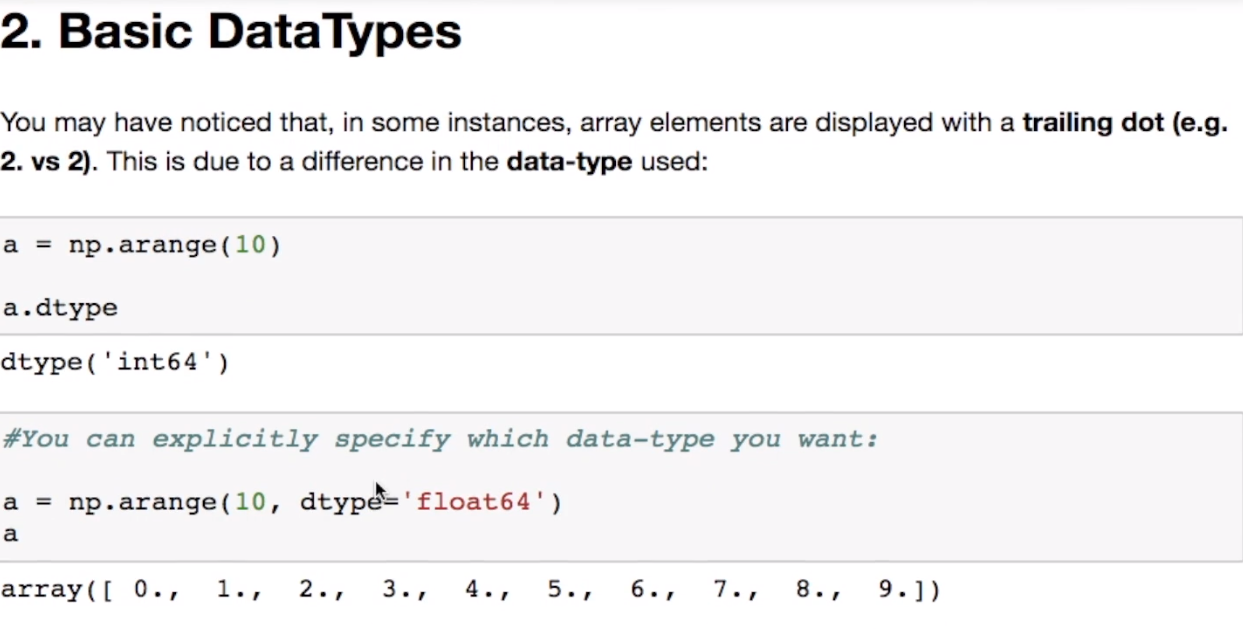 2. Basic DataTypes
You may have noticed that, in some instances, array elements are displayed with a trailing dot (e.g.
2. vs 2). This is due to a difference in the data-type used:
a = np.arange(10)
a.dtype
dtype('int64')
#You can explicitly specify which data-type you want:
a = np.arange(10, dtype='float64')
a
array([ 0.,  1.,  2.,  3.,  4.,  5.,  6.,  7.,  8.,  9.])